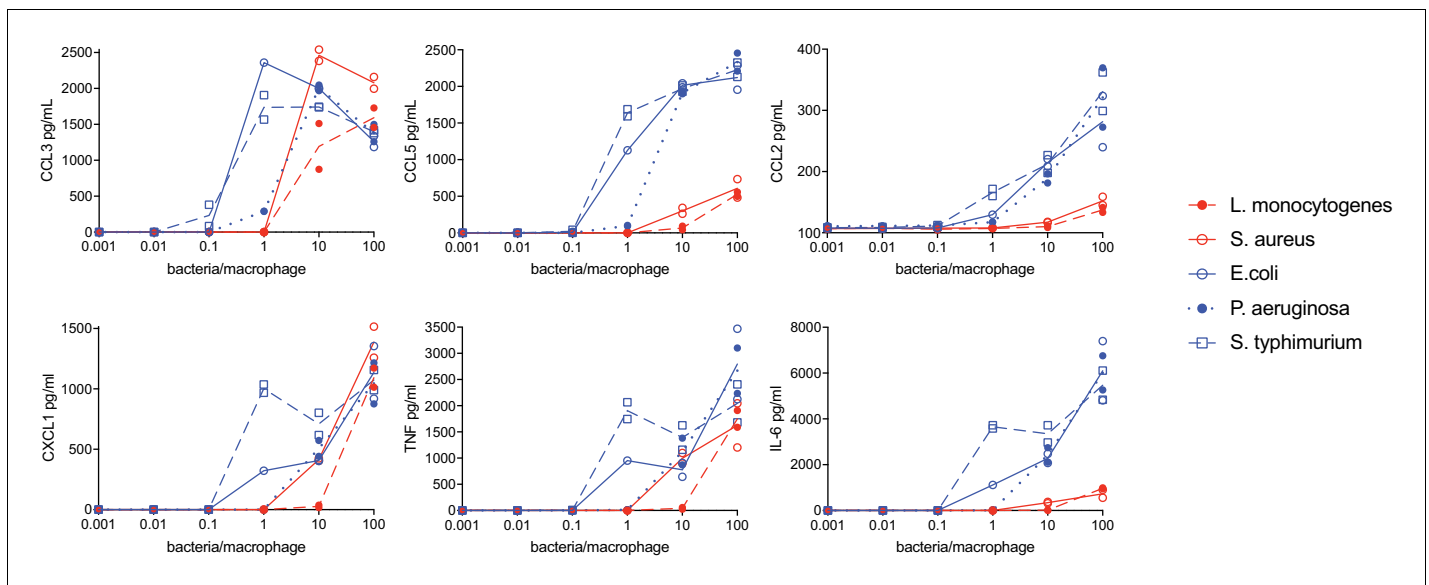 2500
2000
1500
1000
500
0
CCL3 pg/mL
0.001 0.01 0.1 1 10 100
bacteria/macrophage
2500
2000
1500
1000
500
0
CCL5 pg/mL
0.001 0.01 0.1 1 10 100
bacteria/macrophage
400
300
200
100
CCL2 pg/mL
0.001 0.01 0.1 1 10 100
bacteria/macrophage
L. monocytogenes
S. aureus
E.coli
P. aeruginosa
S. typhimurium
1500
1000
500
0
CXCL1 pg/ml
0.001 0.01 0.1 1 10 100
bacteria/macrophage
3500
3000
2500
2000
1500
1000
500
0
TNF pg/ml
0.001 0.01 0.1 1 10 100
bacteria/macrophage
8000
6000
4000
2000
0
IL-6 pg/ml
0.001 0.01 0.1 1 10 100
bacteria/macrophage